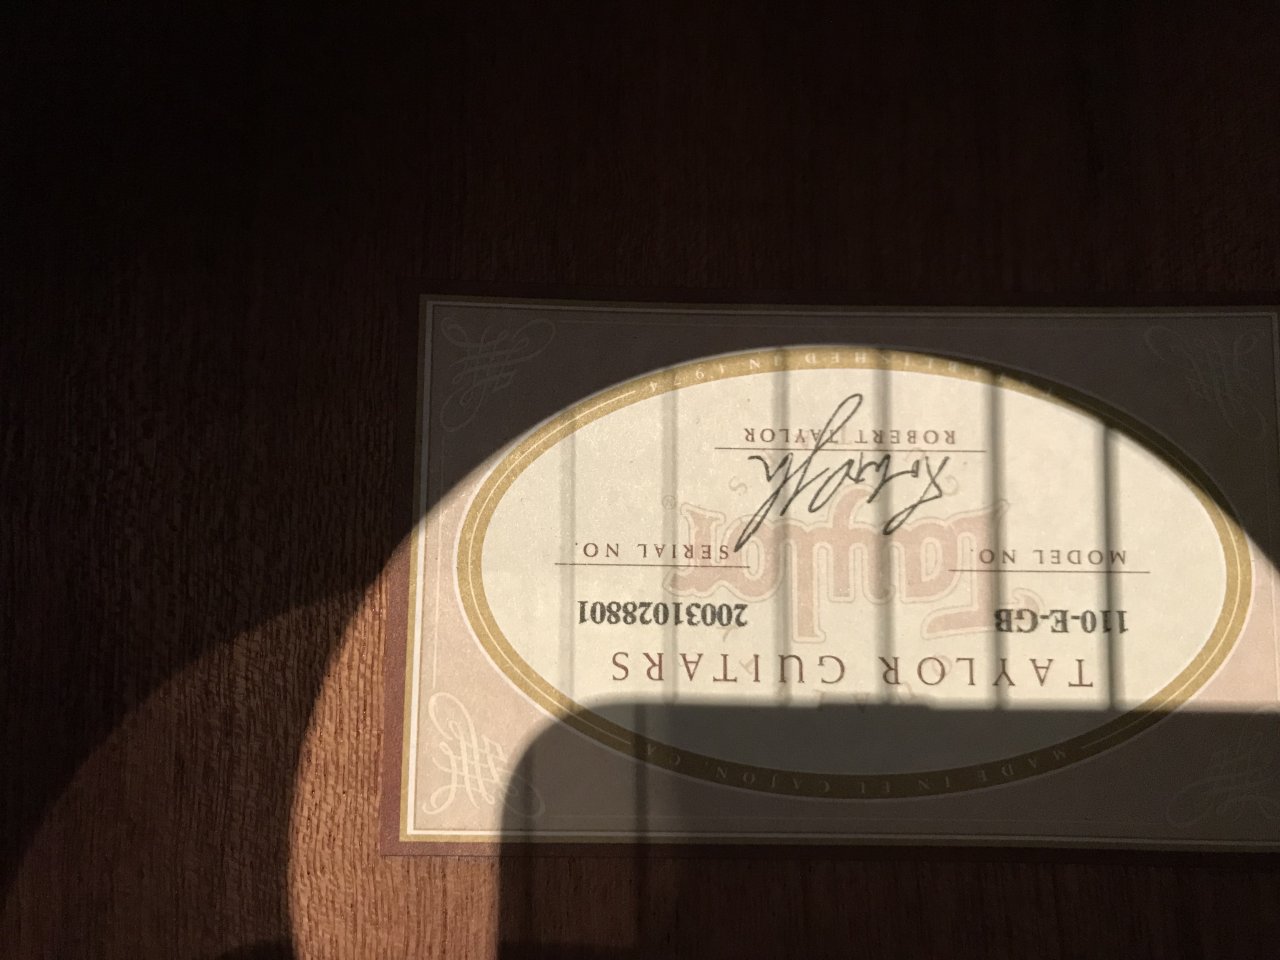 MADE IN EL CAJON, CA
TAYLOR GUITARS
110-E-GB 20031028801
MODEL NO. SERIAL NO.
Taylor ®
ROBERT TAYLOR
ESTABLISHED IN 1974